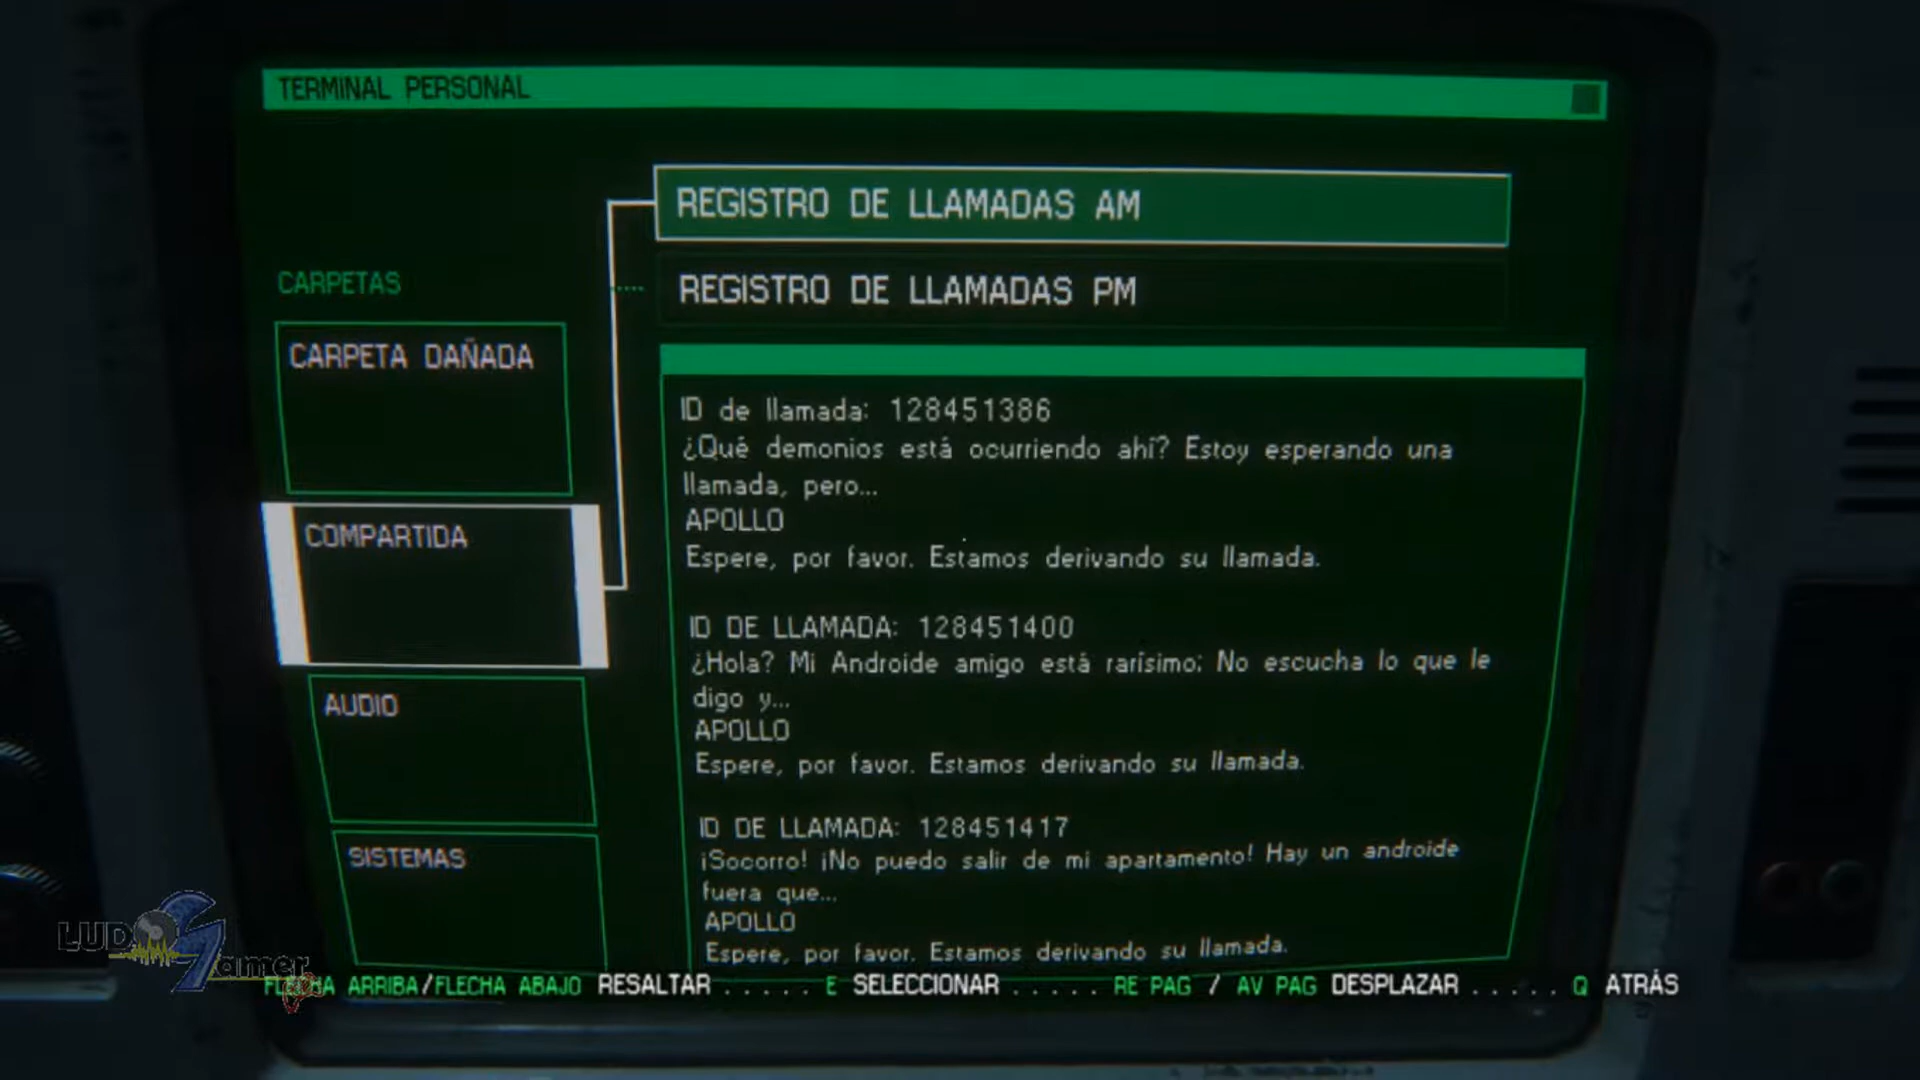 TERMINAL PERSONAL
REGISTRO DE LLAMADAS AM
REGISTRO DE LLAMADAS PM
CARPETAS
CARPETA DAÑADA
COMPARTIDA
AUDIO
SISTEMAS
ID de llamada: 128451386
¿Qué demonios está ocurriendo ahí? Estoy esperando una
llamada, pero...
APOLLO
Espere, por favor. Estamos derivando su llamada.
ID DE LLAMADA: 128451400
¿Hola? Mi Androide amigo está rarísimo; No escucha lo que le
digo y...
APOLLO
Espere, por favor. Estamos derivando su llamada.
ID DE LLAMADA: 128451417
¡Socorro! ¡No puedo salir de mi apartamento! Hay un androide
fuera que...
APOLLO
Espere, por favor. Estamos derivando su llamada.
FLECHA ARRIBA/FLECHA ABAJO RESALTAR ..... E SELECCIONAR ..... RE PAG / AV PAG DESPLAZAR ..... Q ATRÁS